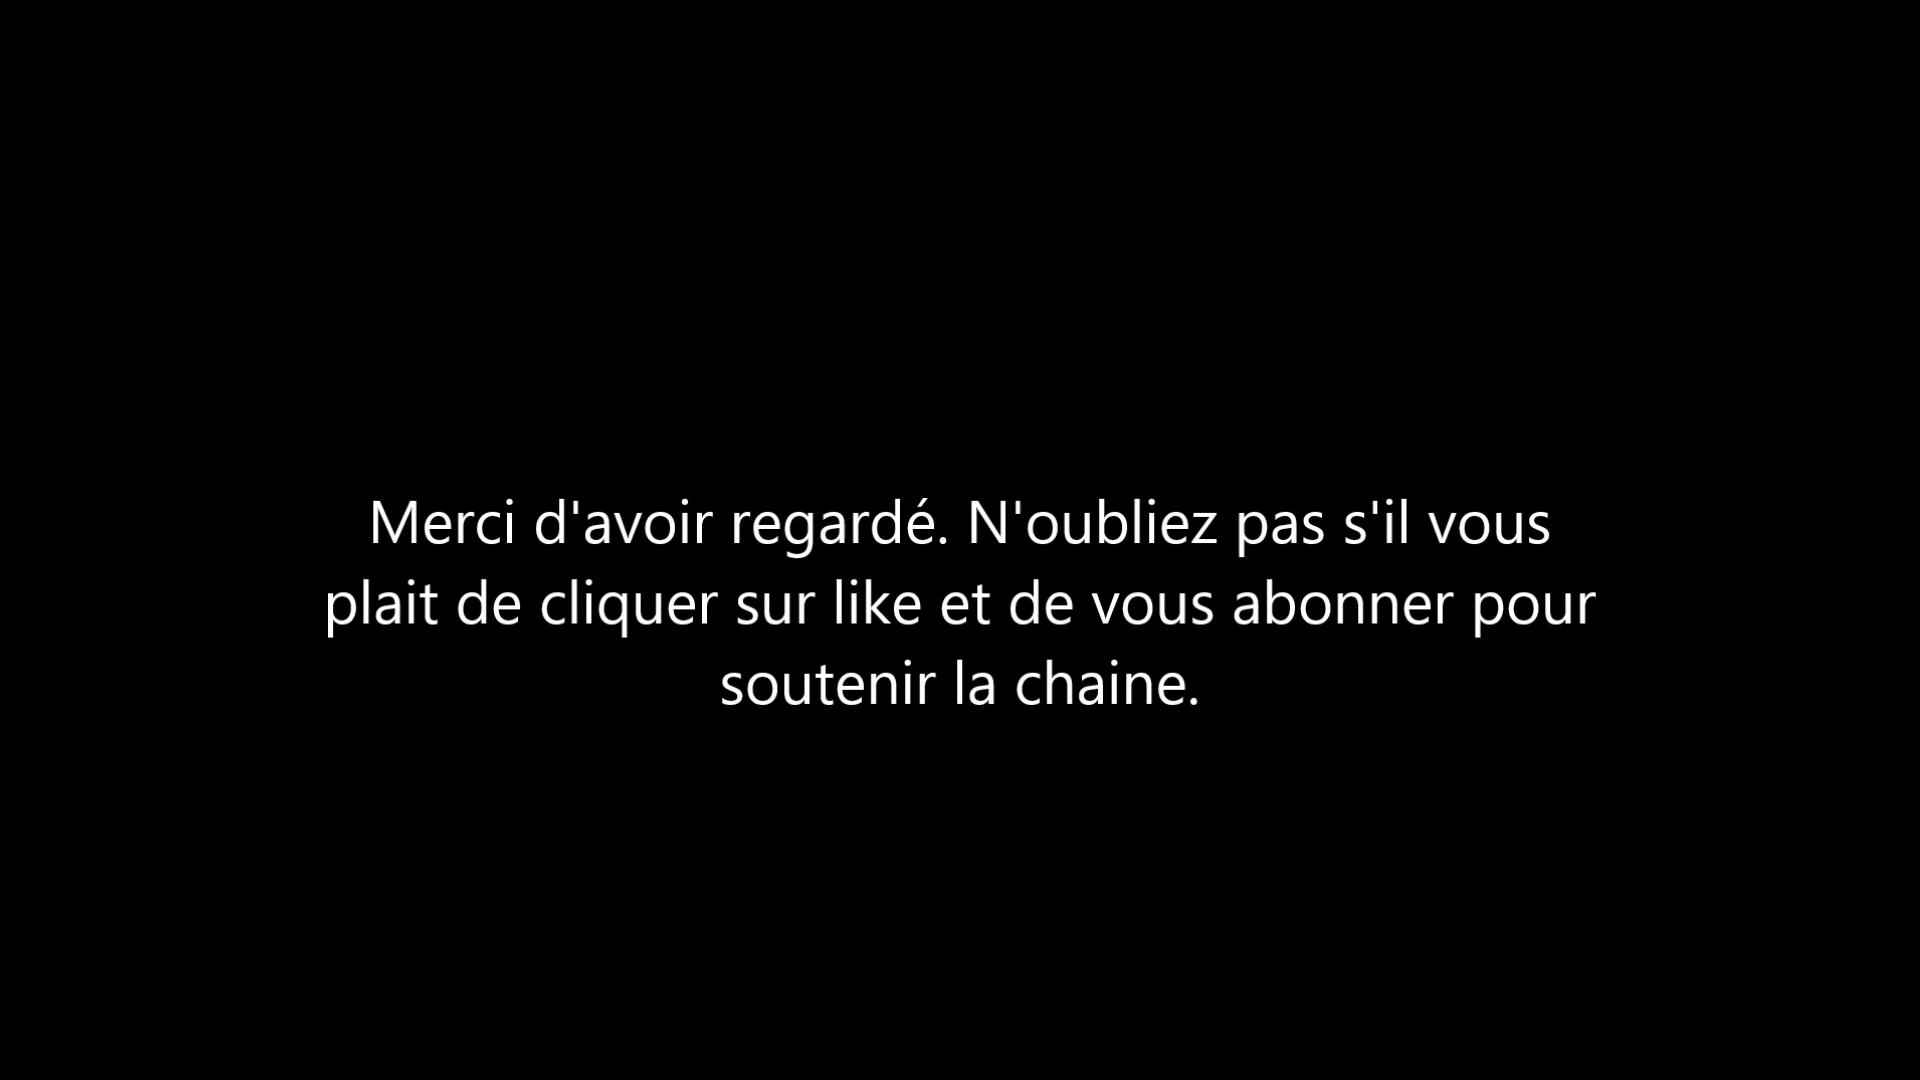 Merci d'avoir regardé. N'oubliez pas s'il vous
plait de cliquer sur like et de vous abonner pour
soutenir la chaine.